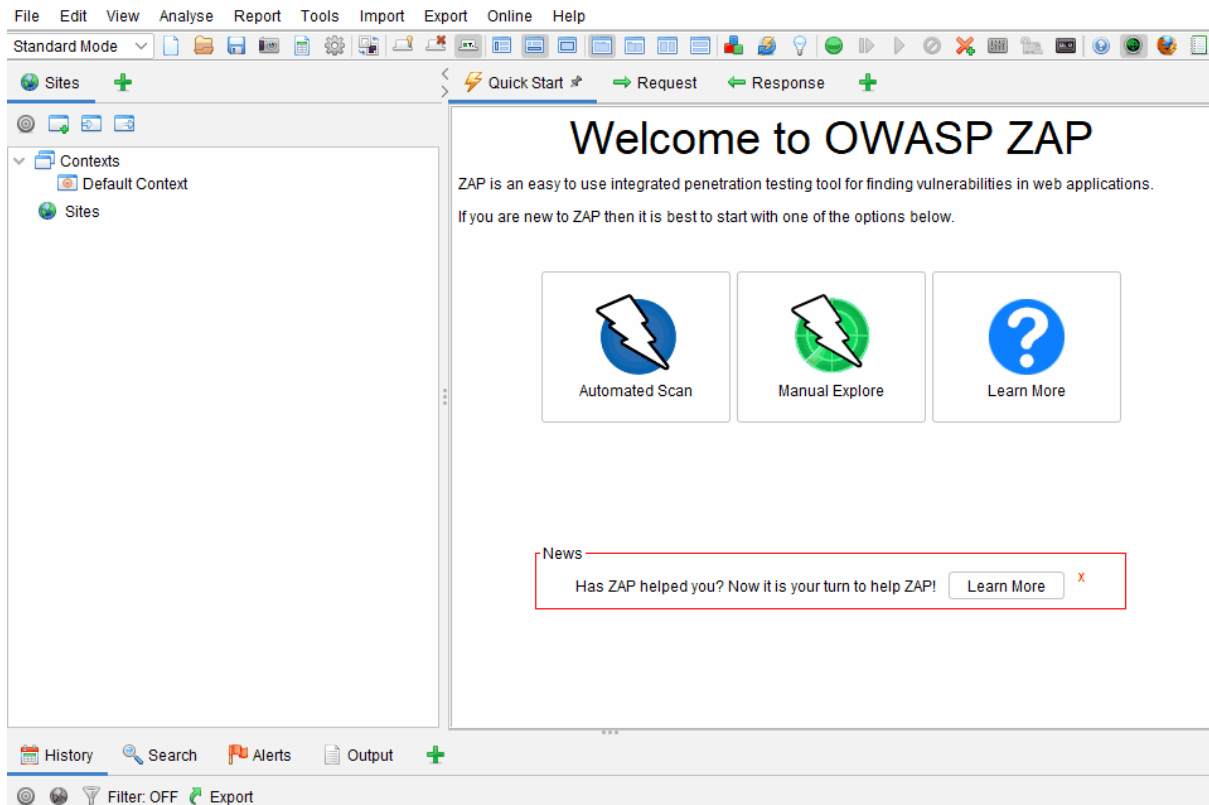 File Edit View Analyse Report Tools Import Export Online Help
Standard Mode
Sites
Quick Start Request Response
Contexts
Default Context
Sites
Welcome to OWASP ZAP
ZAP is an easy to use integrated penetration testing tool for finding vulnerabilities in web applications.
If you are new to ZAP then it is best to start with one of the options below.
Automated Scan Manual Explore Learn More
News
Has ZAP helped you? Now it is your turn to help ZAP! Learn More X
History Search Alerts Output
Filter: OFF Export